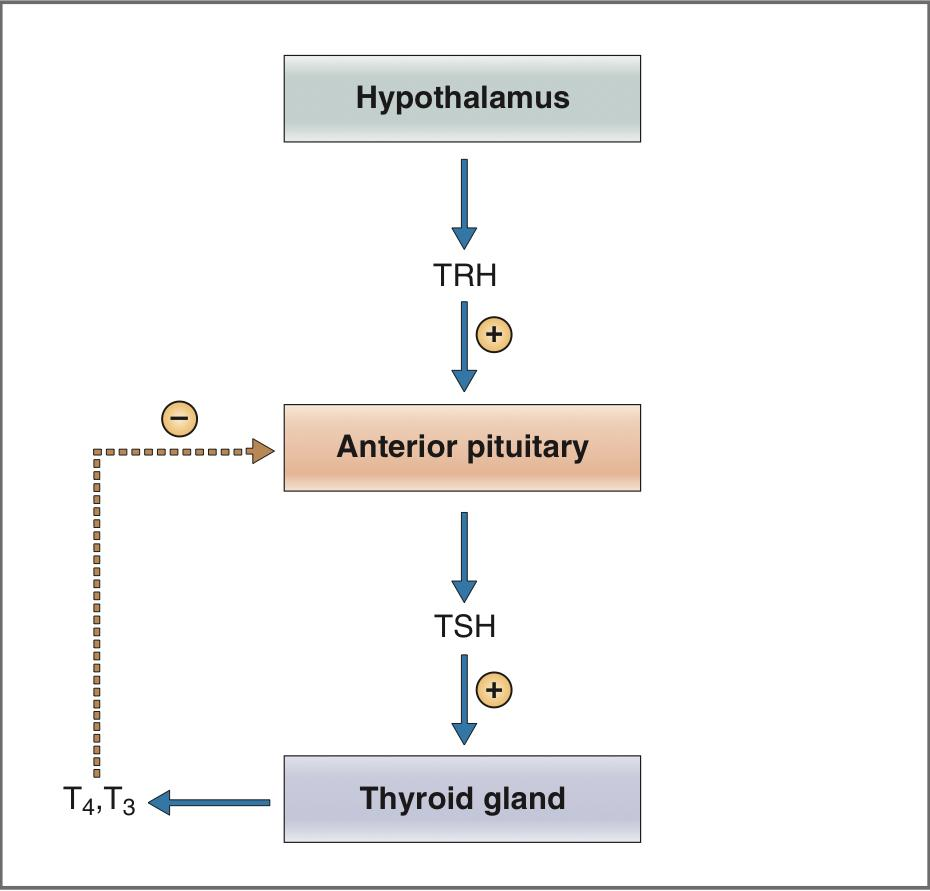 Hypothalamus
TRH
+
−
Anterior pituitary
TSH
+
Thyroid gland
T₄,T₃